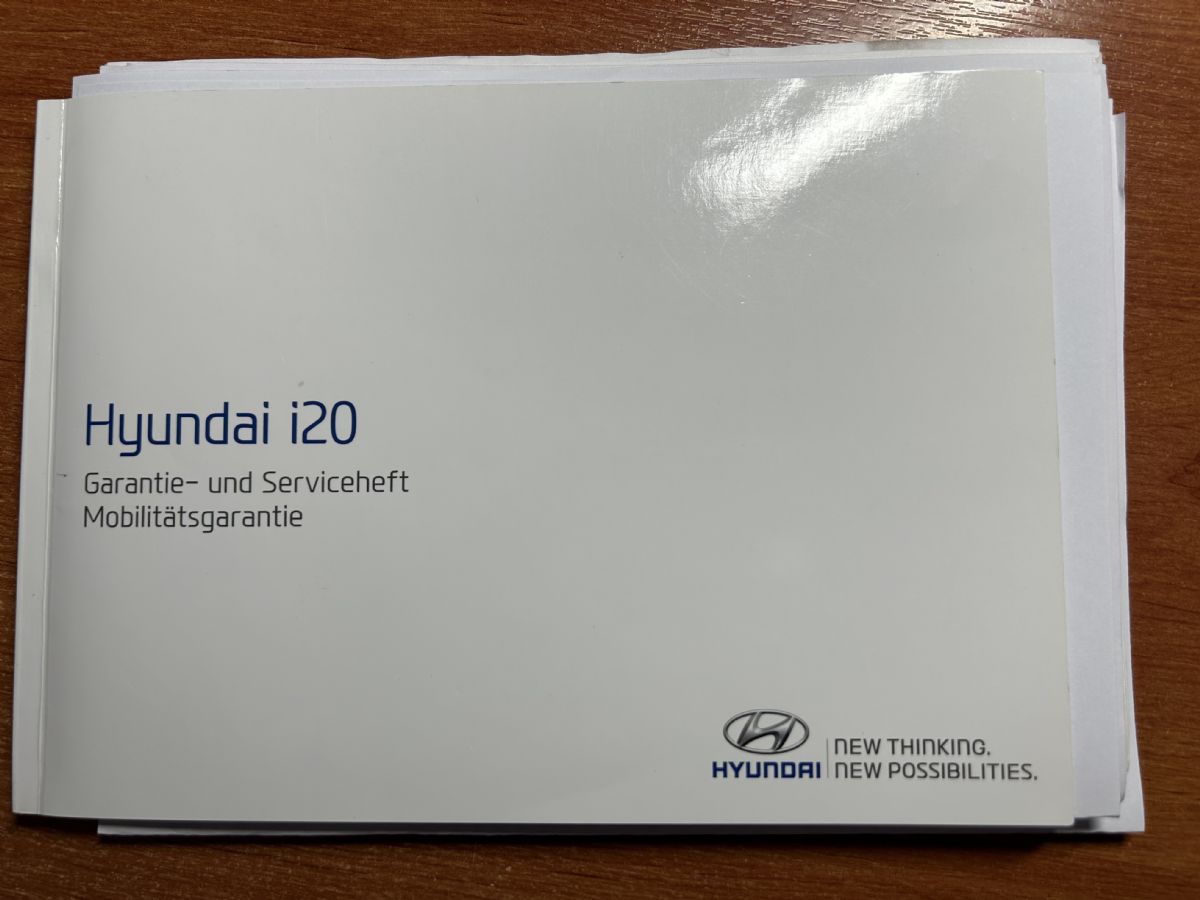 Hyundai i20
Garantie- und Serviceheft
Mobilitätsgarantie
HYUNDAI
NEW THINKING.
NEW POSSIBILITIES.